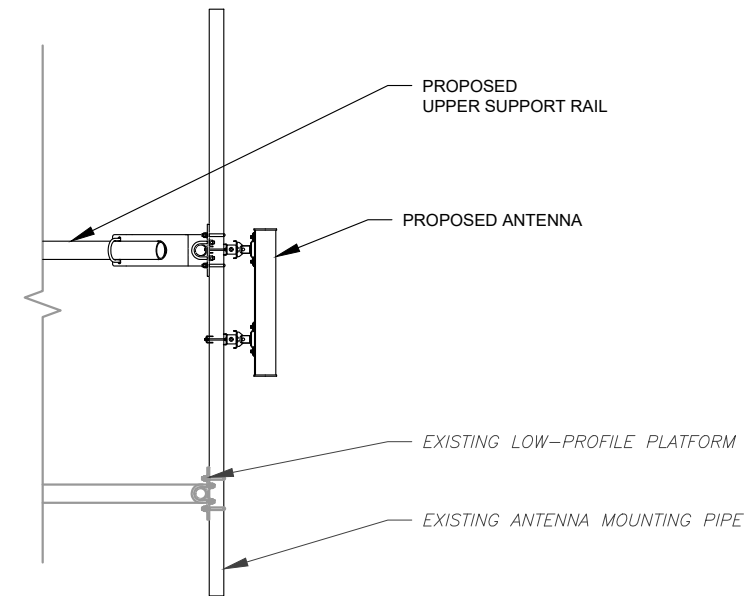 PROPOSED
UPPER SUPPORT RAIL
PROPOSED ANTENNA
EXISTING LOW-PROFILE PLATFORM
EXISTING ANTENNA MOUNTING PIPE